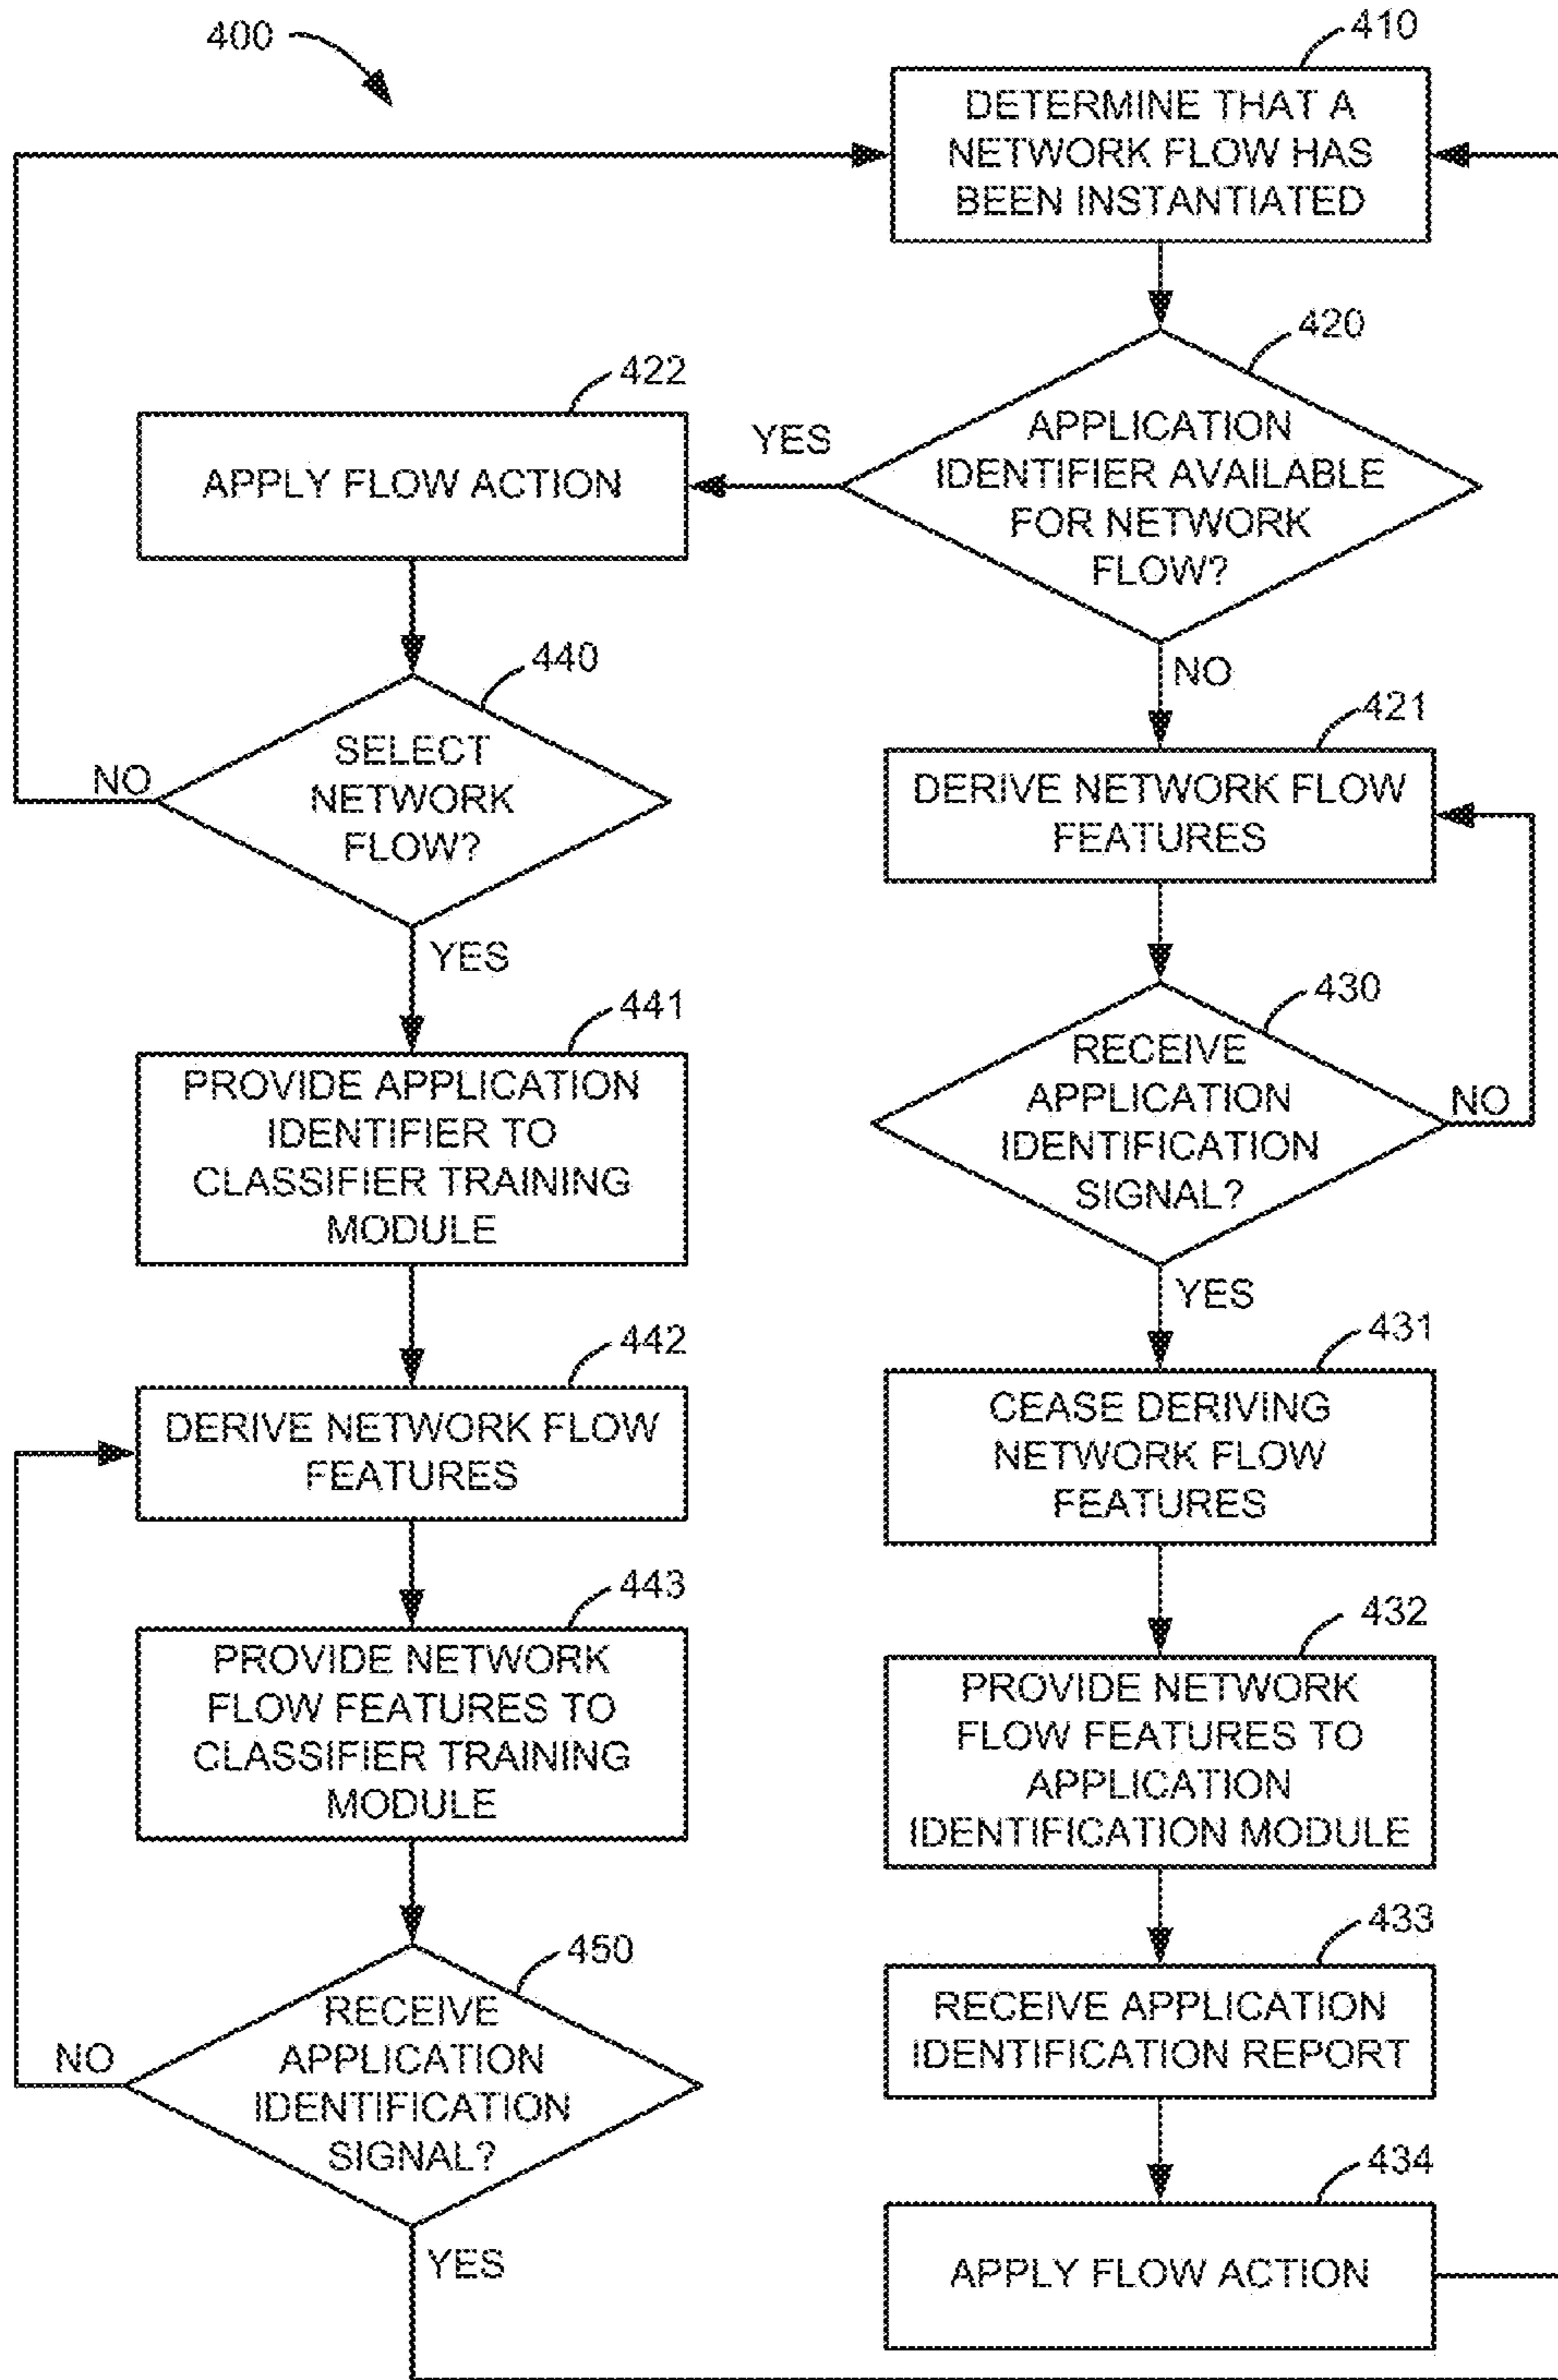 400
410
DETERMINE THAT A
NETWORK FLOW HAS
BEEN INSTANTIATED
420
APPLICATION
IDENTIFIER AVAILABLE
FOR NETWORK
FLOW?
YES
NO
422
APPLY FLOW ACTION
440
SELECT
NETWORK
FLOW?
NO
YES
441
PROVIDE APPLICATION
IDENTIFIER TO
CLASSIFIER TRAINING
MODULE
442
DERIVE NETWORK FLOW
FEATURES
443
PROVIDE NETWORK
FLOW FEATURES TO
CLASSIFIER TRAINING
MODULE
450
RECEIVE
APPLICATION
IDENTIFICATION
SIGNAL?
NO
YES
421
DERIVE NETWORK FLOW
FEATURES
430
RECEIVE
APPLICATION
IDENTIFICATION
SIGNAL?
NO
YES
431
CEASE DERIVING
NETWORK FLOW
FEATURES
432
PROVIDE NETWORK
FLOW FEATURES TO
APPLICATION
IDENTIFICATION MODULE
433
RECEIVE APPLICATION
IDENTIFICATION REPORT
434
APPLY FLOW ACTION